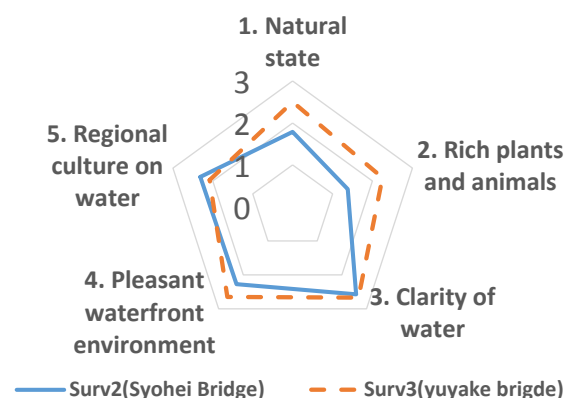 1. Natural
state
3
2
1
0
5. Regional
culture on
water
2. Rich plants
and animals
4. Pleasant
waterfront
environment
3. Clarity of
water
Surv2(Syohei Bridge)
Surv3(yuyake brigde)